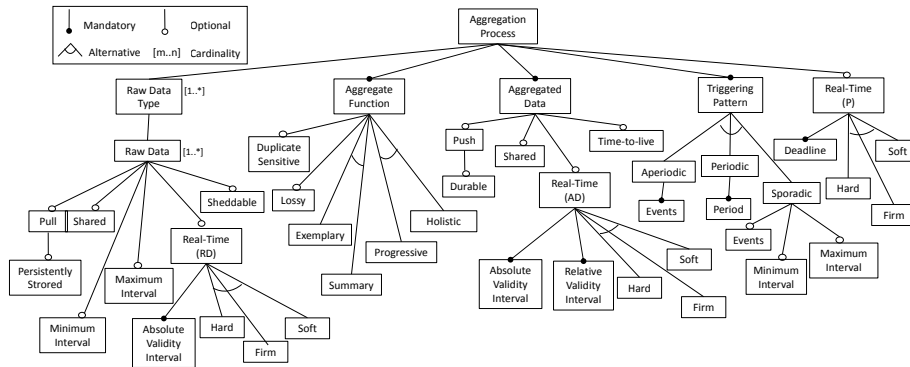 Mandatory
Optional
Alternative
[m..n]
Cardinality
Aggregation
Process
Raw Data
Type
[1..*]
Aggregate
Function
Aggregated
Data
Triggering
Pattern
Real-Time
(P)
Raw Data
[1..*]
Duplicate
Sensitive
Push
Shared
Time-to-live
Aperiodic
Periodic
Deadline
Soft
Pull
Shared
Sheddable
Lossy
Durable
Real-Time
(AD)
Sporadic
Hard
Firm
Persistently
Strored
Real-Time
(RD)
Exemplary
Holistic
Progressive
Summary
Events
Period
Events
Minimum
Interval
Maximum
Interval
Maximum
Interval
Minimum
Interval
Absolute
Validity
Interval
Hard
Firm
Soft
Absolute
Validity
Interval
Relative
Validity
Interval
Hard
Firm
Soft